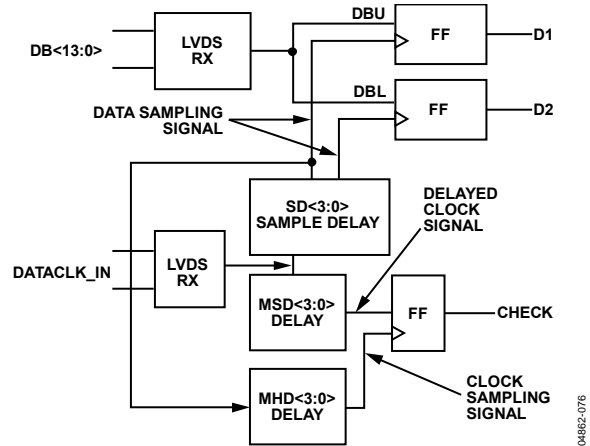 DBU
FF
D1
LVDS
RX
DB<13:0>
DBL
FF
D2
DATA SAMPLING
SIGNAL
SD<3:0>
SAMPLE DELAY
DELAYED
CLOCK
SIGNAL
LVDS
RX
DATACLK_IN
MSD<3:0>
DELAY
FF
CHECK
MHD<3:0>
DELAY
CLOCK
SAMPLING
SIGNAL
04862-076